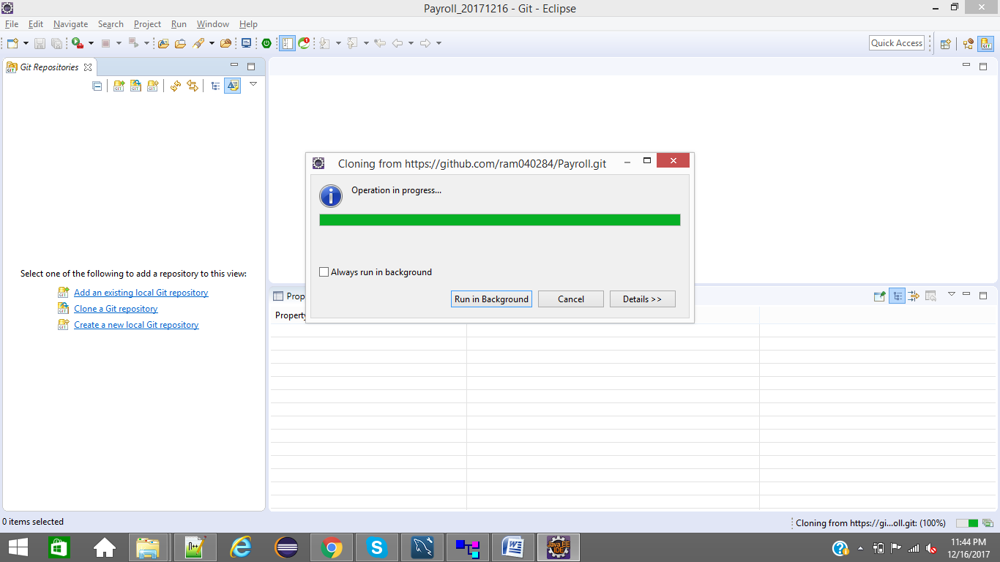 Payroll_20171216 - Git - Eclipse
File Edit Navigate Search Project Run Window Help
Quick Access
Git Repositories
Select one of the following to add a repository to this view:
Add an existing local Git repository
Clone a Git repository
Create a new local Git repository
Cloning from https://github.com/ram040284/Payroll.git
Operation in progress...
Always run in background
Run in Background Cancel Details >>
Prop
Property
0 items selected
Cloning from https://gi...oll.git: (100%)
11:44 PM
12/16/2017